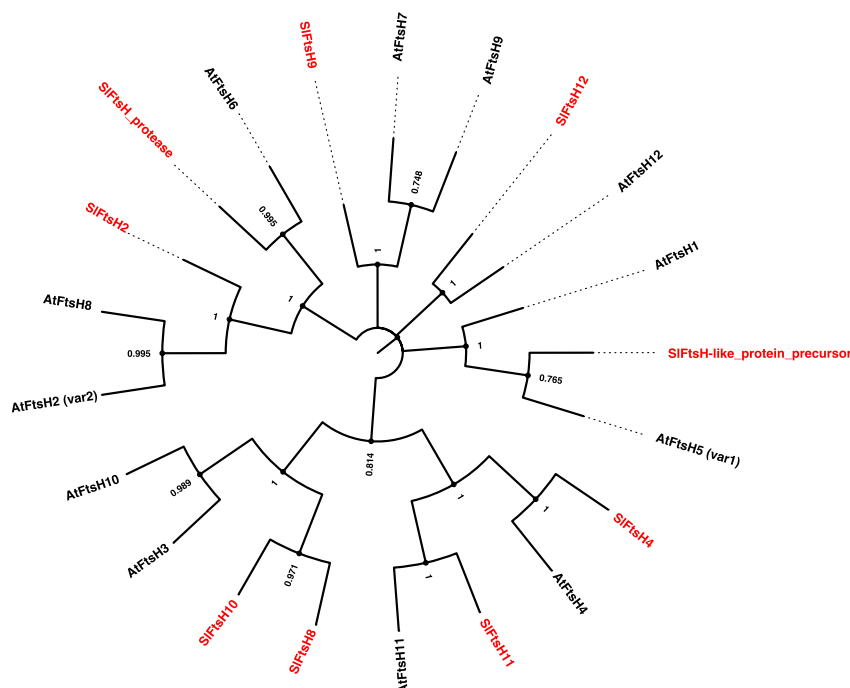 AtFtsH7
SlFtsH9
AtFtsH9
SlFtsH12
AtFtsH6
SlFtsH_protease
AtFtsH12
0.748
SlFtsH2
0.995
AtFtsH1
1
1
AtFtsH8
1
1
1
SlFtsH-like_protein_precursor
0.995
0.765
AtFtsH2 (var2)
AtFtsH5 (var1)
0.814
AtFtsH10
0.989
1
1
1
SlFtsH4
AtFtsH3
0.971
1
AtFtsH4
SlFtsH10
SlFtsH8
SlFtsH11
AtFtsH11